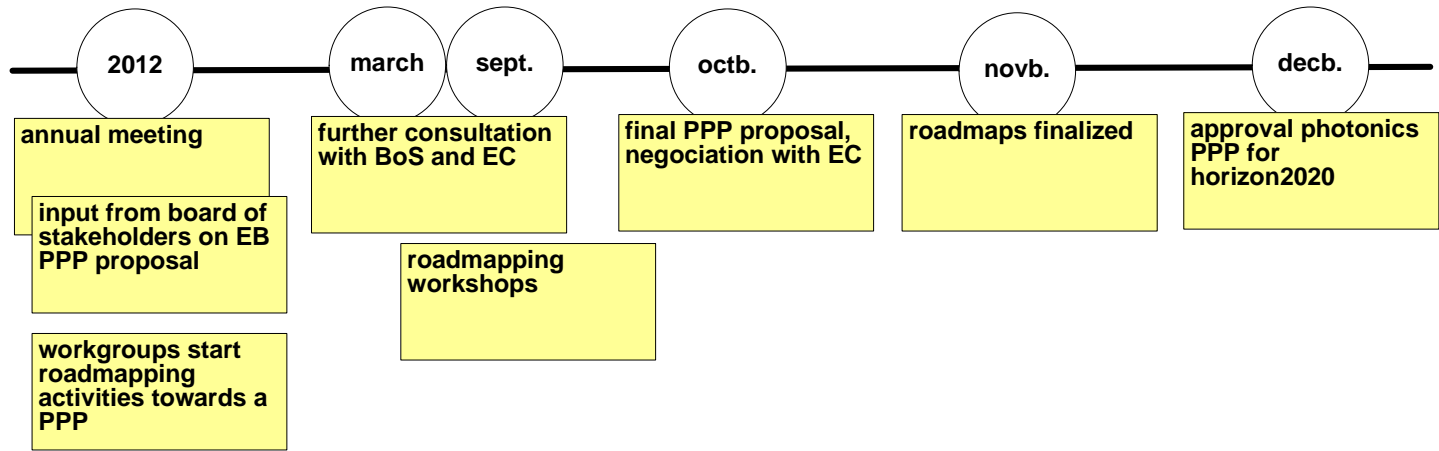 2012
march
sept.
octb.
novb.
decb.
annual meeting
input from board of
stakeholders on EB
PPP proposal
workgroups start
roadmapping
activities towards a
PPP
further consultation
with BoS and EC
roadmapping
workshops
final PPP proposal,
negociation with EC
roadmaps finalized
approval photonics
PPP for
horizon2020